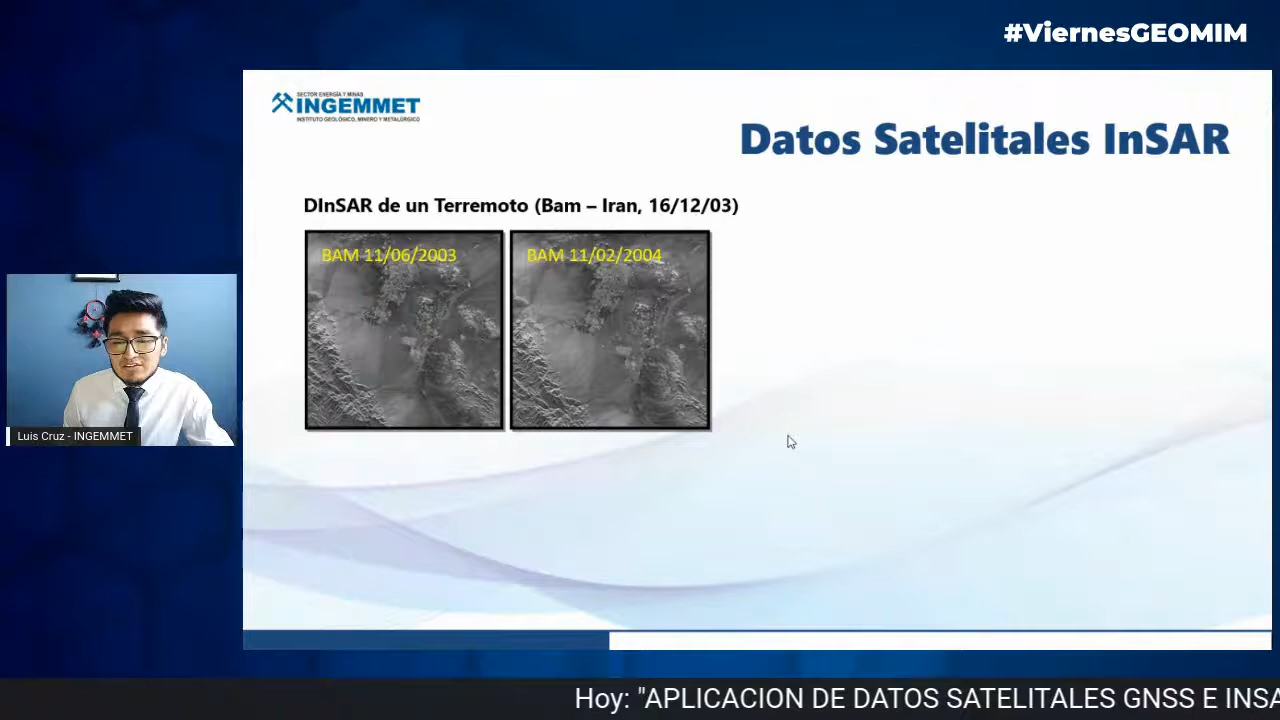 #ViernesGEOMIM
SECTOR ENERGÍA Y MINAS
INGEMMET
INSTITUTO GEOLÓGICO, MINERO Y METALÚRGICO
Datos Satelitales InSAR
DInSAR de un Terremoto (Bam – Iran, 16/12/03)
BAM 11/06/2003
BAM 11/02/2004
Luis Cruz - INGEMMET
Hoy: "APLICACION DE DATOS SATELITALES GNSS E INSA